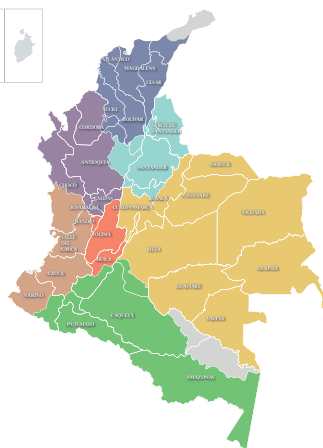 ATLÁNTICO
MAGDALENA
CESAR
SUCRE
BOLÍVAR
CÓRDOBA
NORTE DE
SANTANDER
ANTIOQUIA
SANTANDER
ARAUCA
CHOCÓ
CALDAS
BOYACÁ
CASANARE
RISARALDA
CUNDINAMARCA
VICHADA
QUINDÍO
TOLIMA
VALLE
DEL
CAUCA
META
HUILA
GUAINÍA
CAUCA
GUAVIARE
NARIÑO
CAQUETÁ
VAUPÉS
PUTUMAYO
AMAZONAS